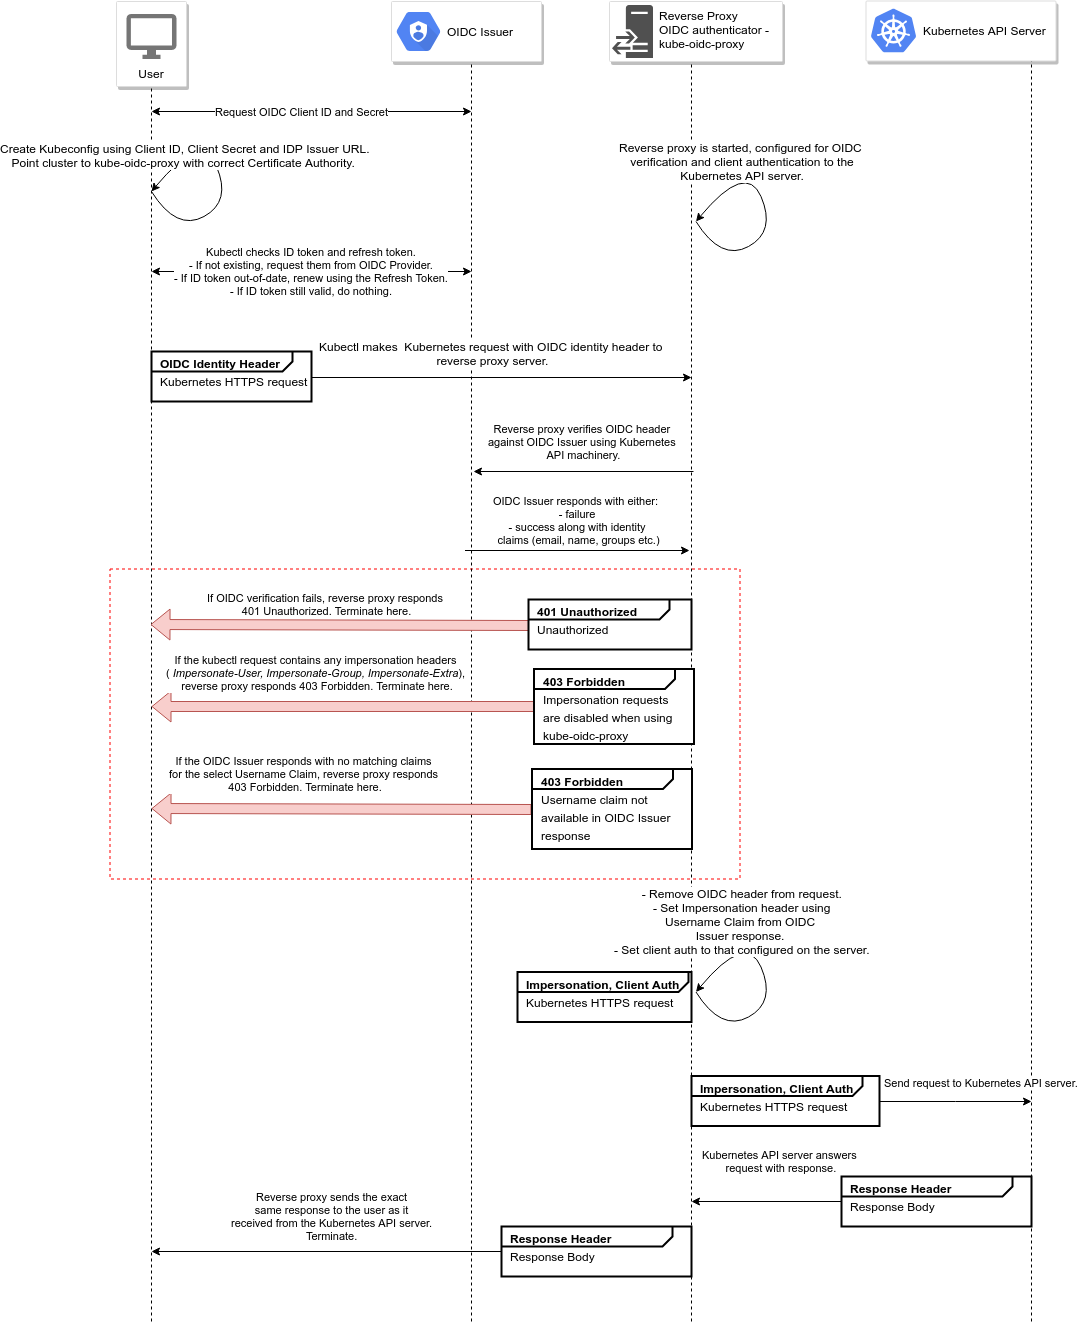 User
OIDC Issuer
Reverse Proxy
OIDC authenticator -
kube-oidc-proxy
Kubernetes API Server
Request OIDC Client ID and Secret
Create Kubeconfig using Client ID, Client Secret and IDP Issuer URL.
Point cluster to kube-oidc-proxy with correct Certificate Authority.
Reverse proxy is started, configured for OIDC
verification and client authentication to the
Kubernetes API server.
Kubectl checks ID token and refresh token.
- If not existing, request them from OIDC Provider.
- If ID token out-of-date, renew using the Refresh Token.
- If ID token still valid, do nothing.
OIDC Identity Header
Kubernetes HTTPS request
Kubectl makes  Kubernetes request with OIDC identity header to
reverse proxy server.
Reverse proxy verifies OIDC header
against OIDC Issuer using Kubernetes
API machinery.
OIDC Issuer responds with either:
- failure
- success along with identity
claims (email, name, groups etc.)
If OIDC verification fails, reverse proxy responds
401 Unauthorized. Terminate here.
401 Unauthorized
Unauthorized
If the kubectl request contains any impersonation headers
( Impersonate-User, Impersonate-Group, Impersonate-Extra),
reverse proxy responds 403 Forbidden. Terminate here.
403 Forbidden
Impersonation requests
are disabled when using
kube-oidc-proxy
If the OIDC Issuer responds with no matching claims
for the select Username Claim, reverse proxy responds
403 Forbidden. Terminate here.
403 Forbidden
Username claim not
available in OIDC Issuer
response
- Remove OIDC header from request.
- Set Impersonation header using
Username Claim from OIDC
Issuer response.
- Set client auth to that configured on the server.
Impersonation, Client Auth
Kubernetes HTTPS request
Impersonation, Client Auth
Kubernetes HTTPS request
Send request to Kubernetes API server.
Kubernetes API server answers
request with response.
Response Header
Response Body
Reverse proxy sends the exact
same response to the user as it
received from the Kubernetes API server.
Terminate.
Response Header
Response Body